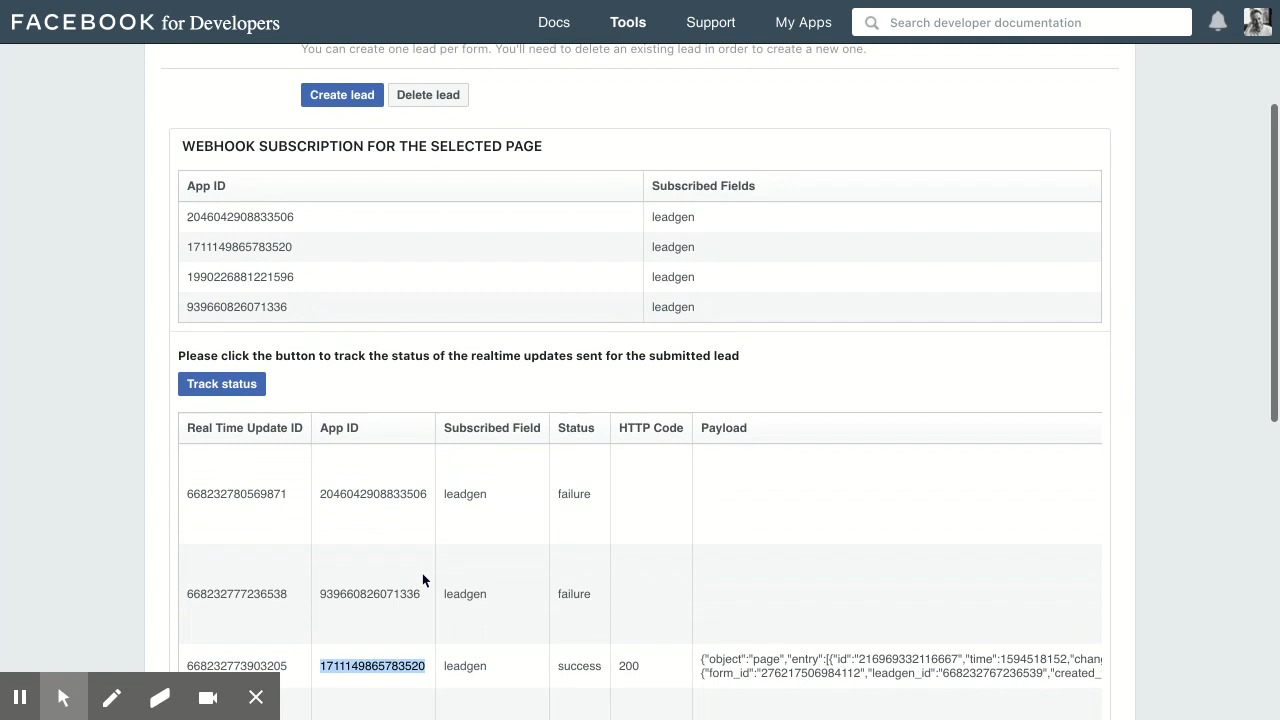 FACEBOOK for Developers
Docs
Tools
Support
My Apps
Search developer documentation
You can create one lead per form. You'll need to delete an existing lead in order to create a new one.
Create lead
Delete lead
WEBHOOK SUBSCRIPTION FOR THE SELECTED PAGE
App ID Subscribed Fields
2046042908833506 leadgen
1711149865783520 leadgen
1990226881221596 leadgen
939660826071336 leadgen
Please click the button to track the status of the realtime updates sent for the submitted lead
Track status
Real Time Update ID App ID Subscribed Field Status HTTP Code Payload
668232780569871 2046042908833506 leadgen failure
668232777236538 939660826071336 leadgen failure
668232773903205 1711149865783520 leadgen success 200 {"object":"page","entry":[{"id":"216969332116667","time":1594518152,"chang
{"form_id":"276217506984112","leadgen_id":"668232767236539","created_